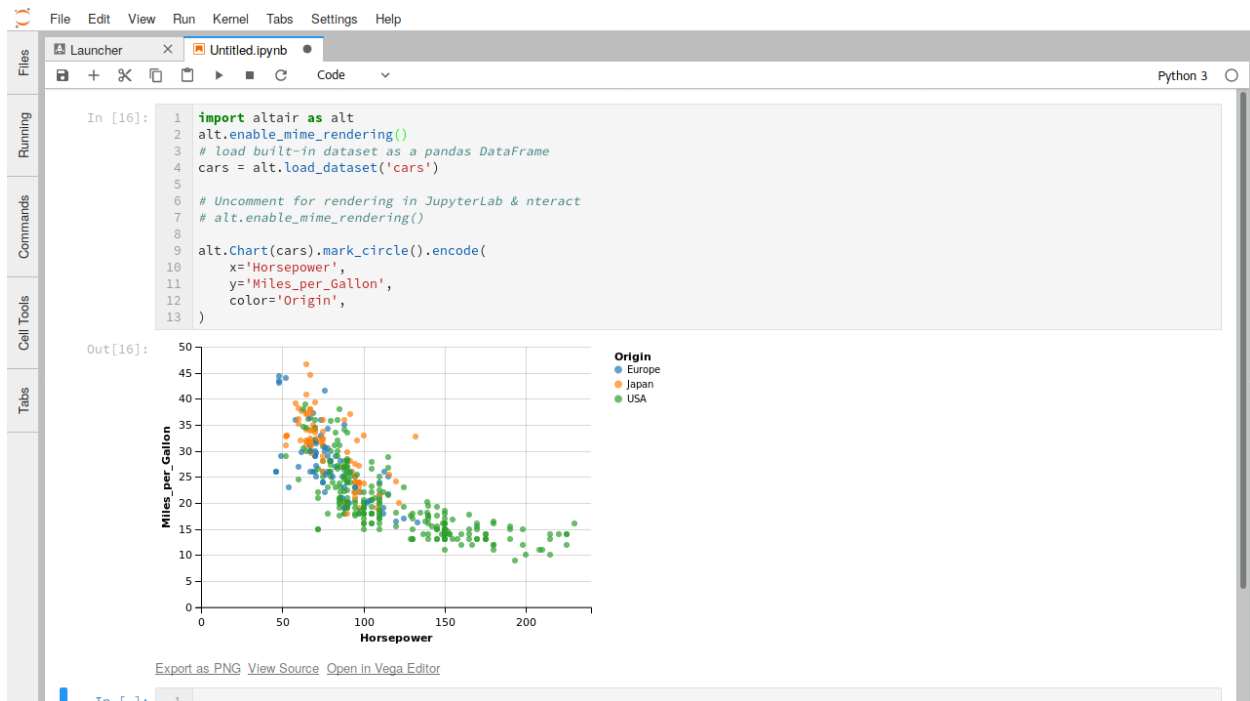 File Edit View Run Kernel Tabs Settings Help
Files
Running
Commands
Cell Tools
Tabs
Launcher × Untitled.ipynb
Code Python 3
In [16]:
1 import altair as alt
2 alt.enable_mime_rendering()
3 # load built-in dataset as a pandas DataFrame
4 cars = alt.load_dataset('cars')
5
6 # Uncomment for rendering in JupyterLab & nteract
7 # alt.enable_mime_rendering()
8
9 alt.Chart(cars).mark_circle().encode(
10     x='Horsepower',
11     y='Miles_per_Gallon',
12     color='Origin',
13 )
Out[16]:
50
45
40
35
30
25
20
15
10
5
0
Miles_per_Gallon
0 50 100 150 200
Horsepower
Origin
Europe
Japan
USA
Export as PNG View Source Open in Vega Editor
In [ ]: 1